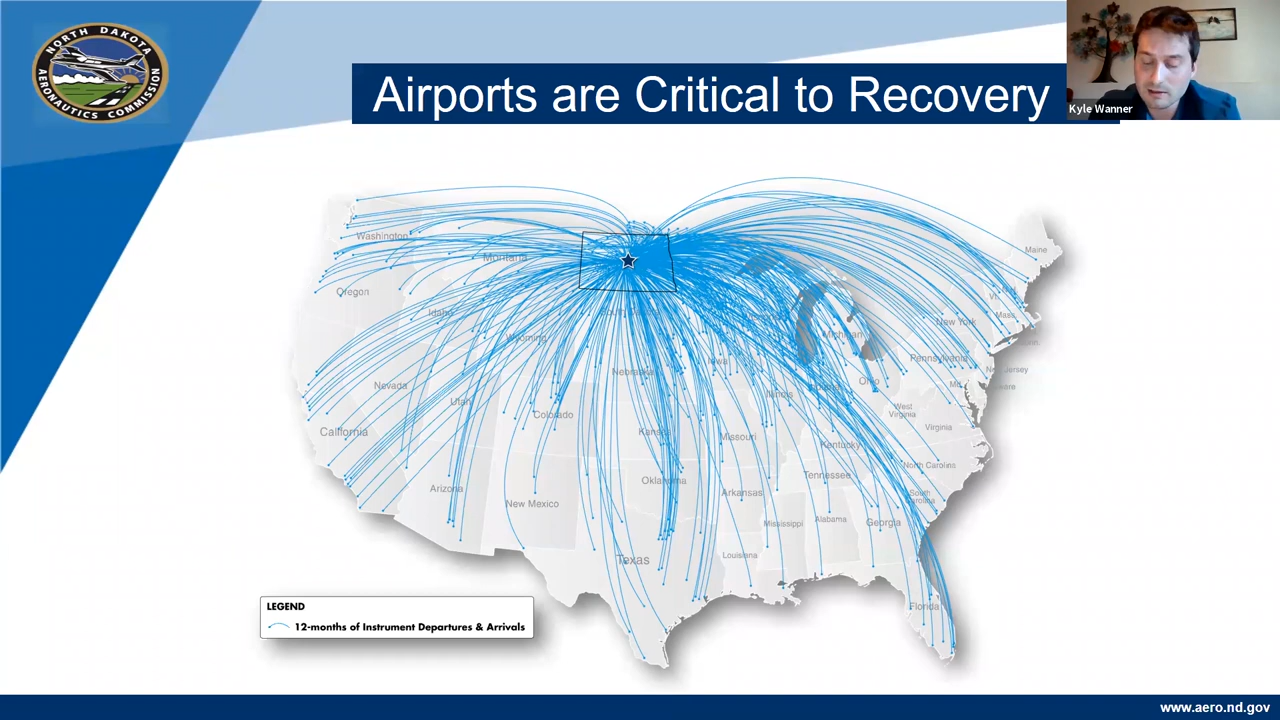 NORTH DAKOTA
AERONAUTICS COMMISSION
Airports are Critical to Recovery
Kyle Wanner
Washington
Montana
Maine
Oregon
Idaho
Wyoming
New York
Mass.
Michigan
Iowa
Nebraska
Pennsylvania
New Jersey
Nevada
Utah
Colorado
Illinois
Ohio
Md.
West
Virginia
California
Kansas
Missouri
Kentucky
Virginia
Arizona
New Mexico
Oklahoma
Arkansas
Tennessee
North Carolina
South
Carolina
Mississippi
Alabama
Georgia
Texas
Louisiana
Florida
LEGEND
12-months of Instrument Departures & Arrivals
www.aero.nd.gov